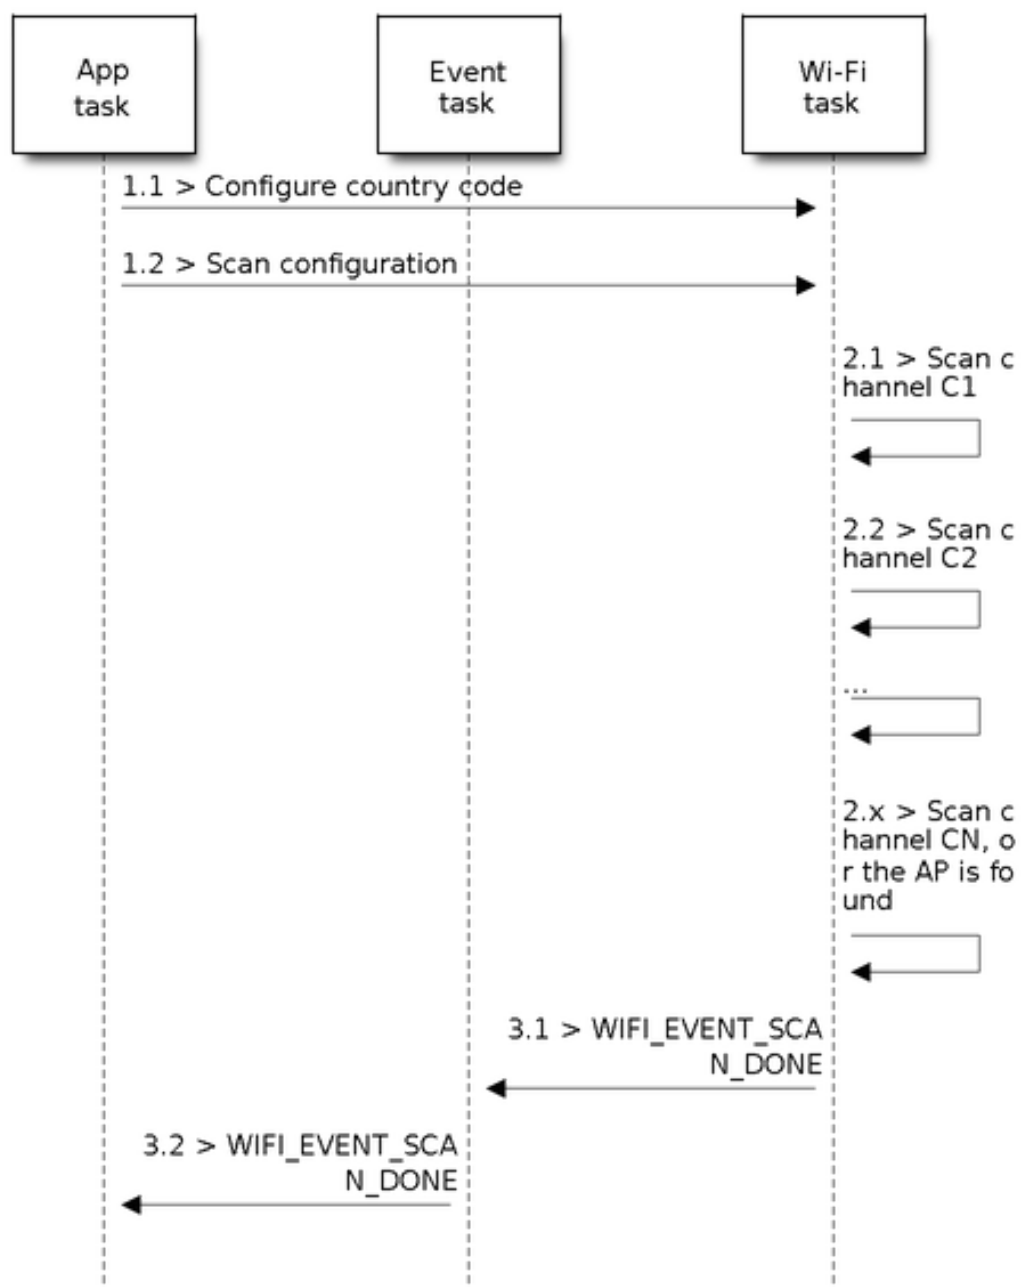 App
task
Event
task
Wi-Fi
task
1.1 > Configure country code
1.2 > Scan configuration
2.1 > Scan c
hannel C1
2.2 > Scan c
hannel C2
...
2.x > Scan c
hannel CN, o
r the AP is fo
und
3.1 > WIFI_EVENT_SCA
N_DONE
3.2 > WIFI_EVENT_SCA
N_DONE